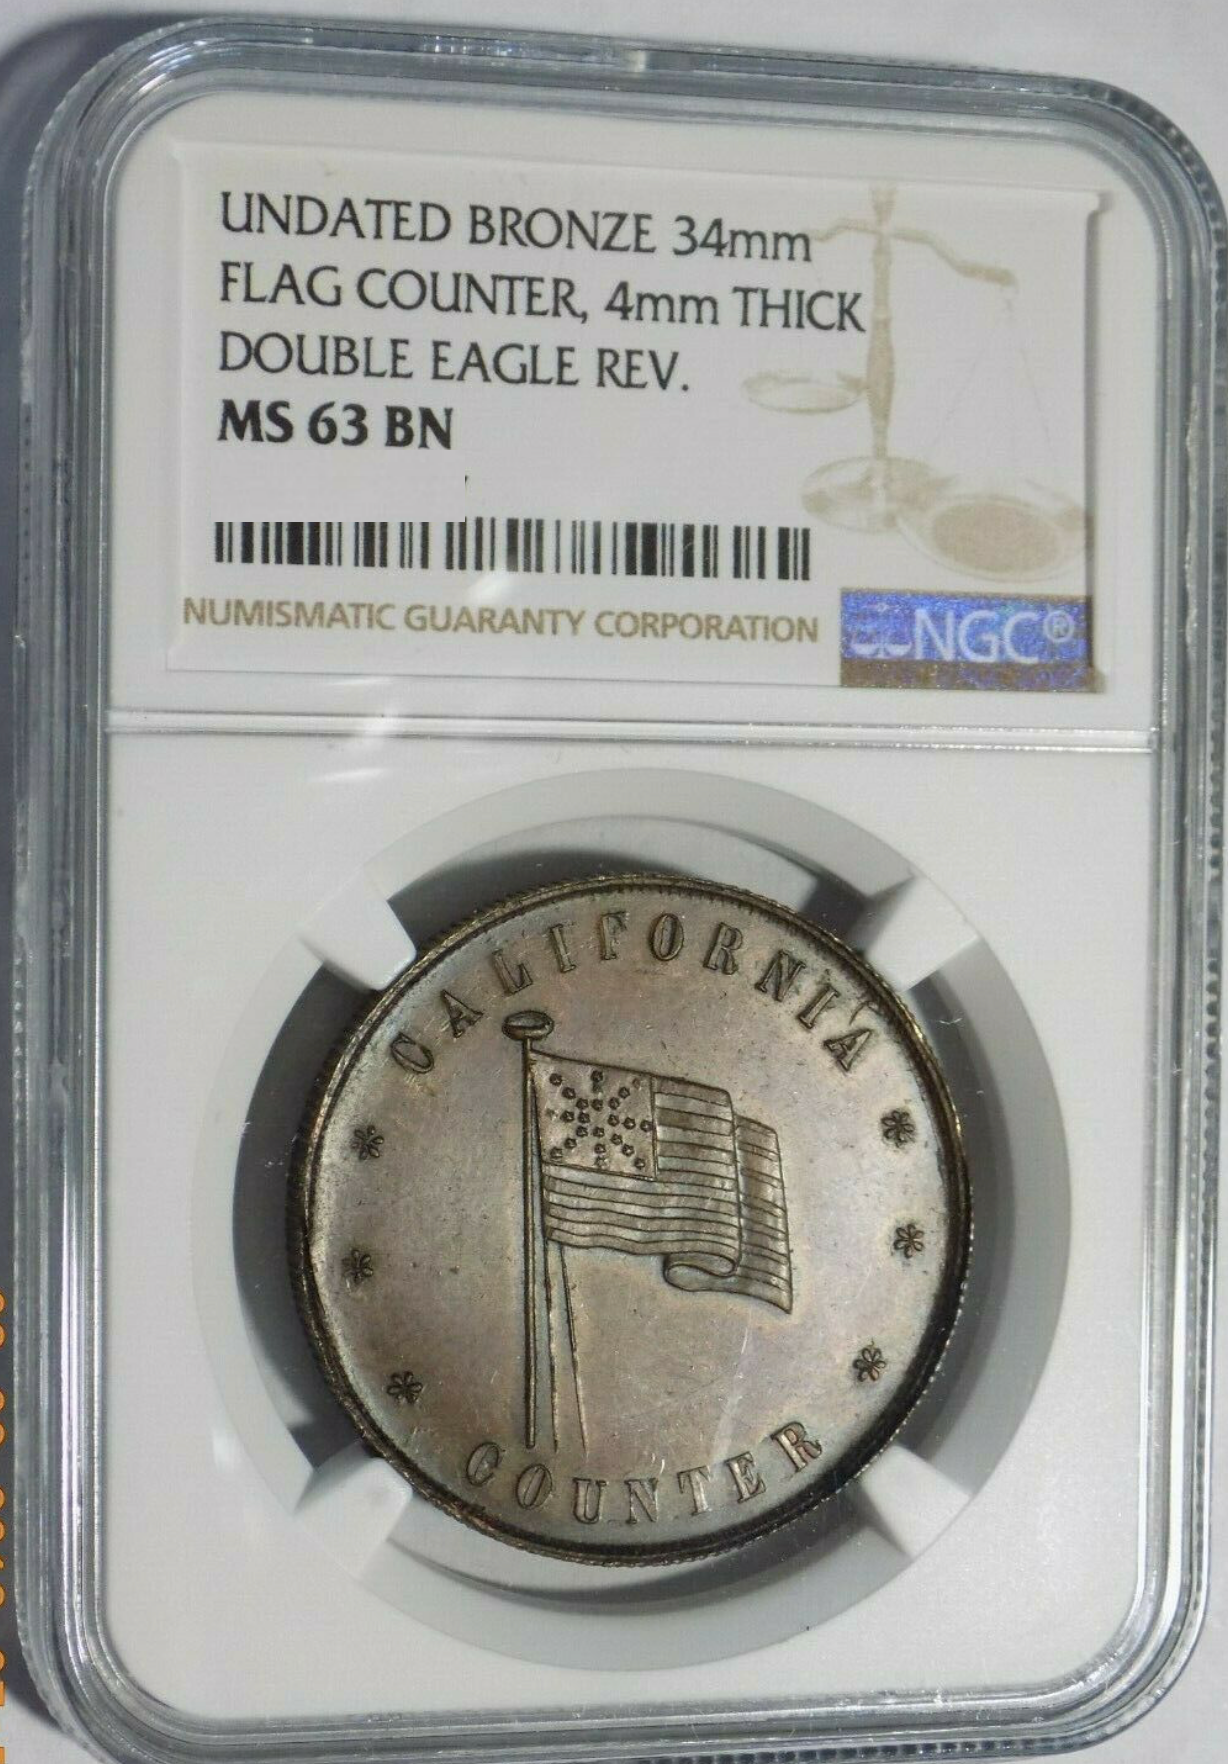 UNDATED BRONZE 34mm
FLAG COUNTER, 4mm THICK
DOUBLE EAGLE REV.
MS 63 BN
NUMISMATIC GUARANTY CORPORATION
NGC®
CALIFORNIA
COUNTER